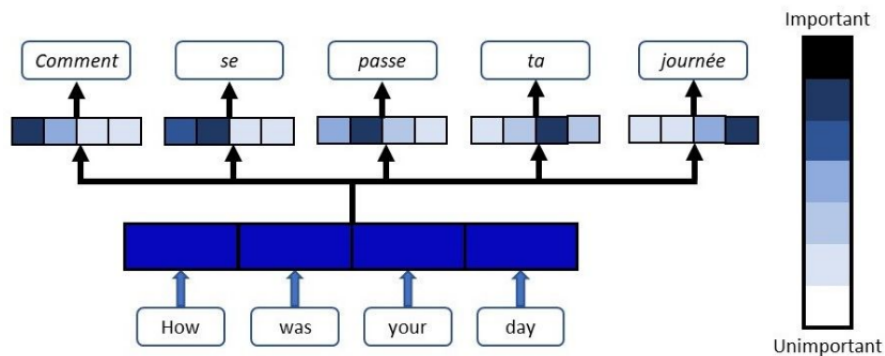 Important
Comment se passe ta journée
How was your day
Unimportant